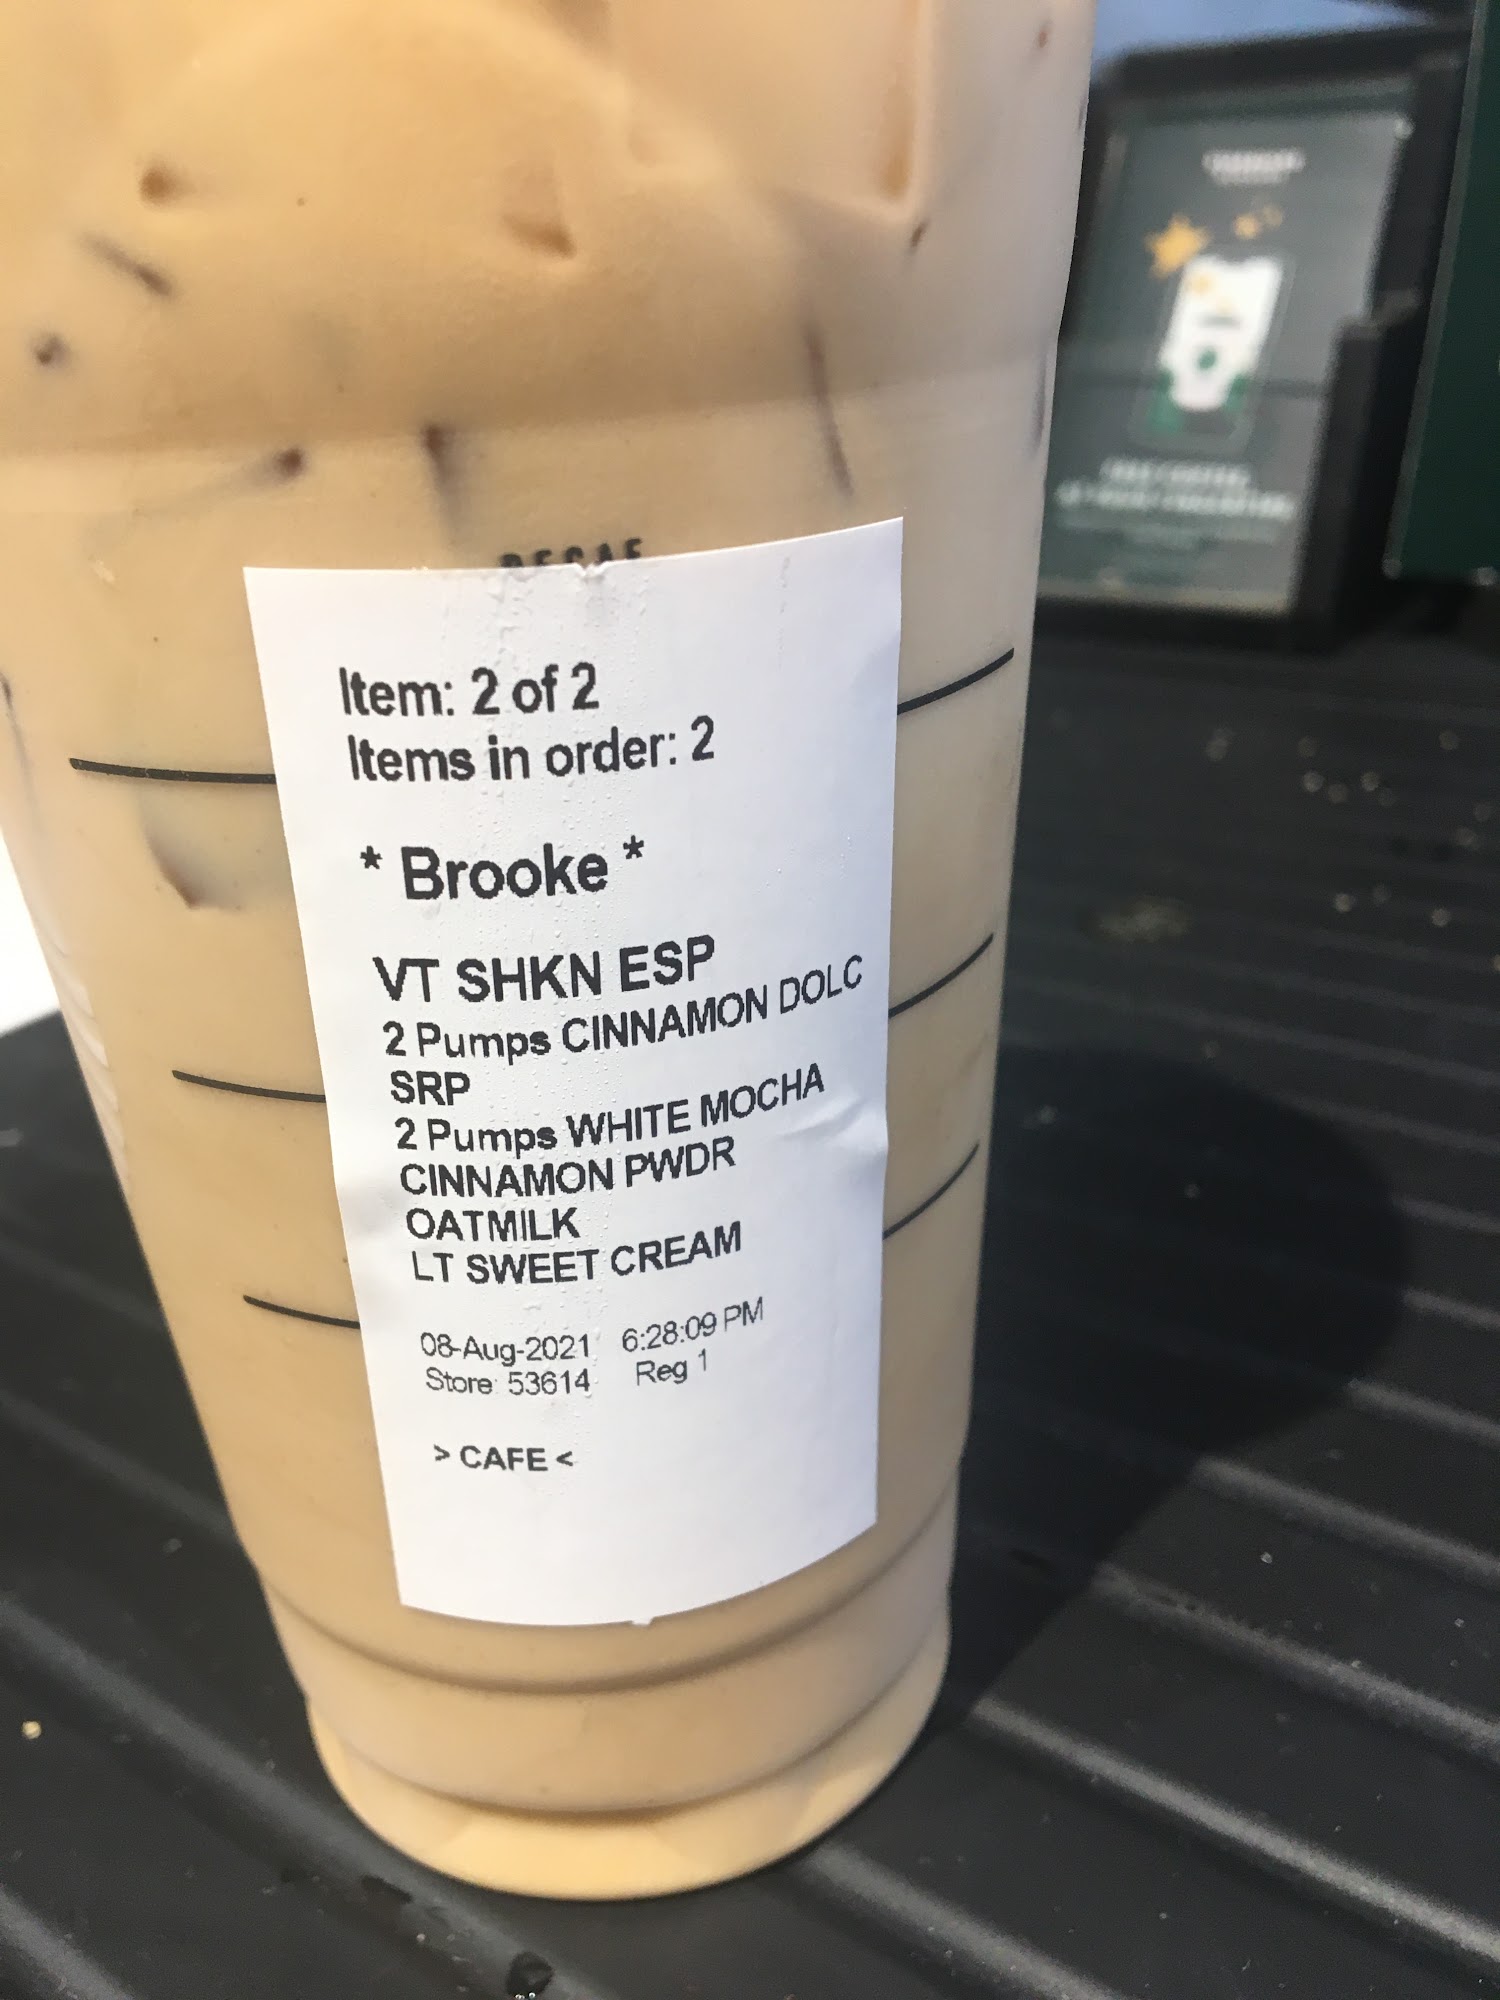 DECAF
Item: 2 of 2
Items in order: 2
* Brooke *
VT SHKN ESP
2 Pumps CINNAMON DOLC
SRP
2 Pumps WHITE MOCHA
CINNAMON PWDR
OATMILK
LT SWEET CREAM
08-Aug-2021 6:28:09 PM
Store: 53614 Reg 1
> CAFE <